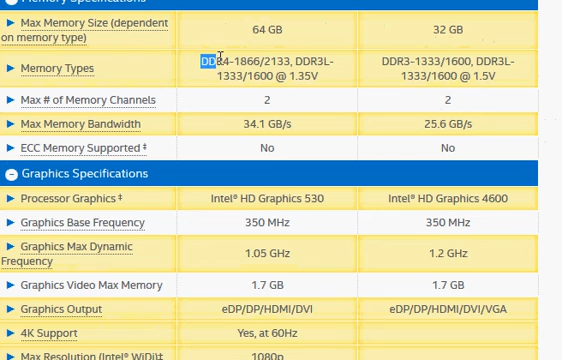 Memory Specifications
Max Memory Size (dependent on memory type) 64 GB 32 GB
Memory Types DDR4-1866/2133, DDR3L-1333/1600 @ 1.35V DDR3-1333/1600, DDR3L-1333/1600 @ 1.5V
Max # of Memory Channels 2 2
Max Memory Bandwidth 34.1 GB/s 25.6 GB/s
ECC Memory Supported ‡ No No
Graphics Specifications
Processor Graphics ‡ Intel® HD Graphics 530 Intel® HD Graphics 4600
Graphics Base Frequency 350 MHz 350 MHz
Graphics Max Dynamic Frequency 1.05 GHz 1.2 GHz
Graphics Video Max Memory 1.7 GB 1.7 GB
Graphics Output eDP/DP/HDMI/DVI eDP/DP/HDMI/DVI/VGA
4K Support Yes, at 60Hz
Max Resolution (Intel® WiDi)‡ 1080p